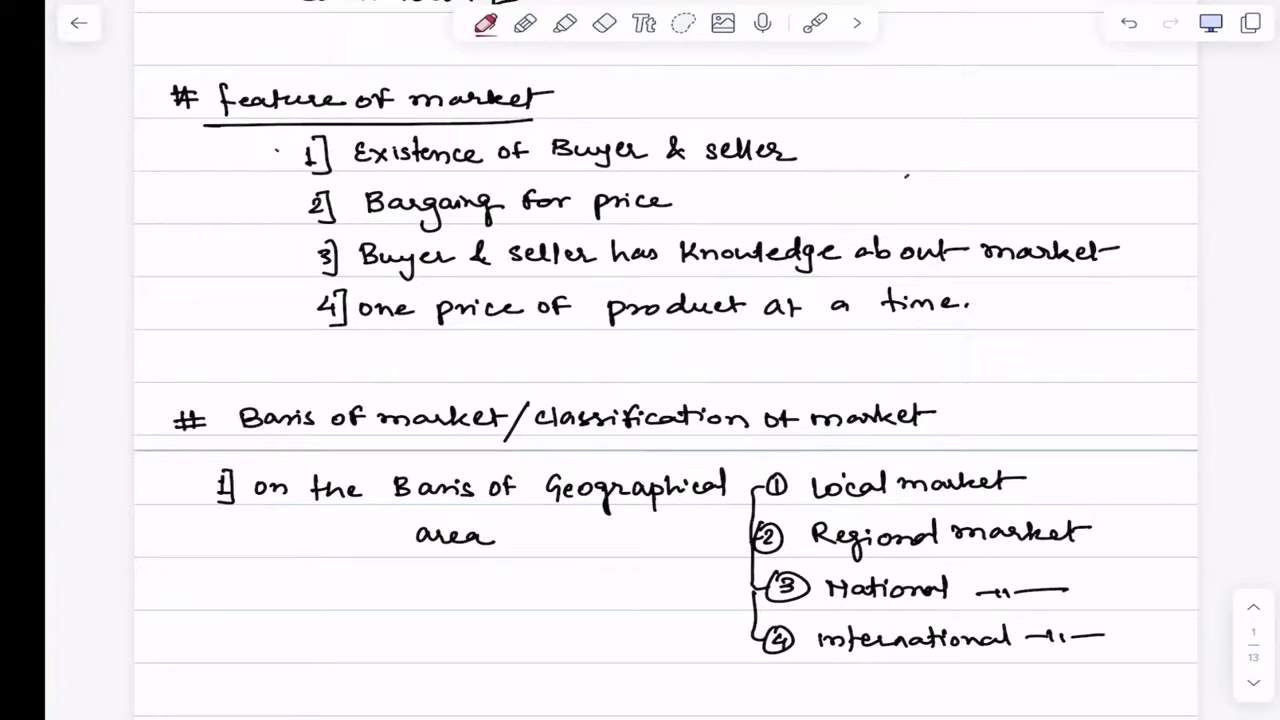 # feature of market
1] Existence of Buyer & seller
2] Bargaing for price
3] Buyer & seller has knowledge about market
4] one price of product at a time.
# Basis of market/classification of market
1] on the Basis of Geographical area
① Local market
② Regional market
③ National —"—
④ international —"—
1
13